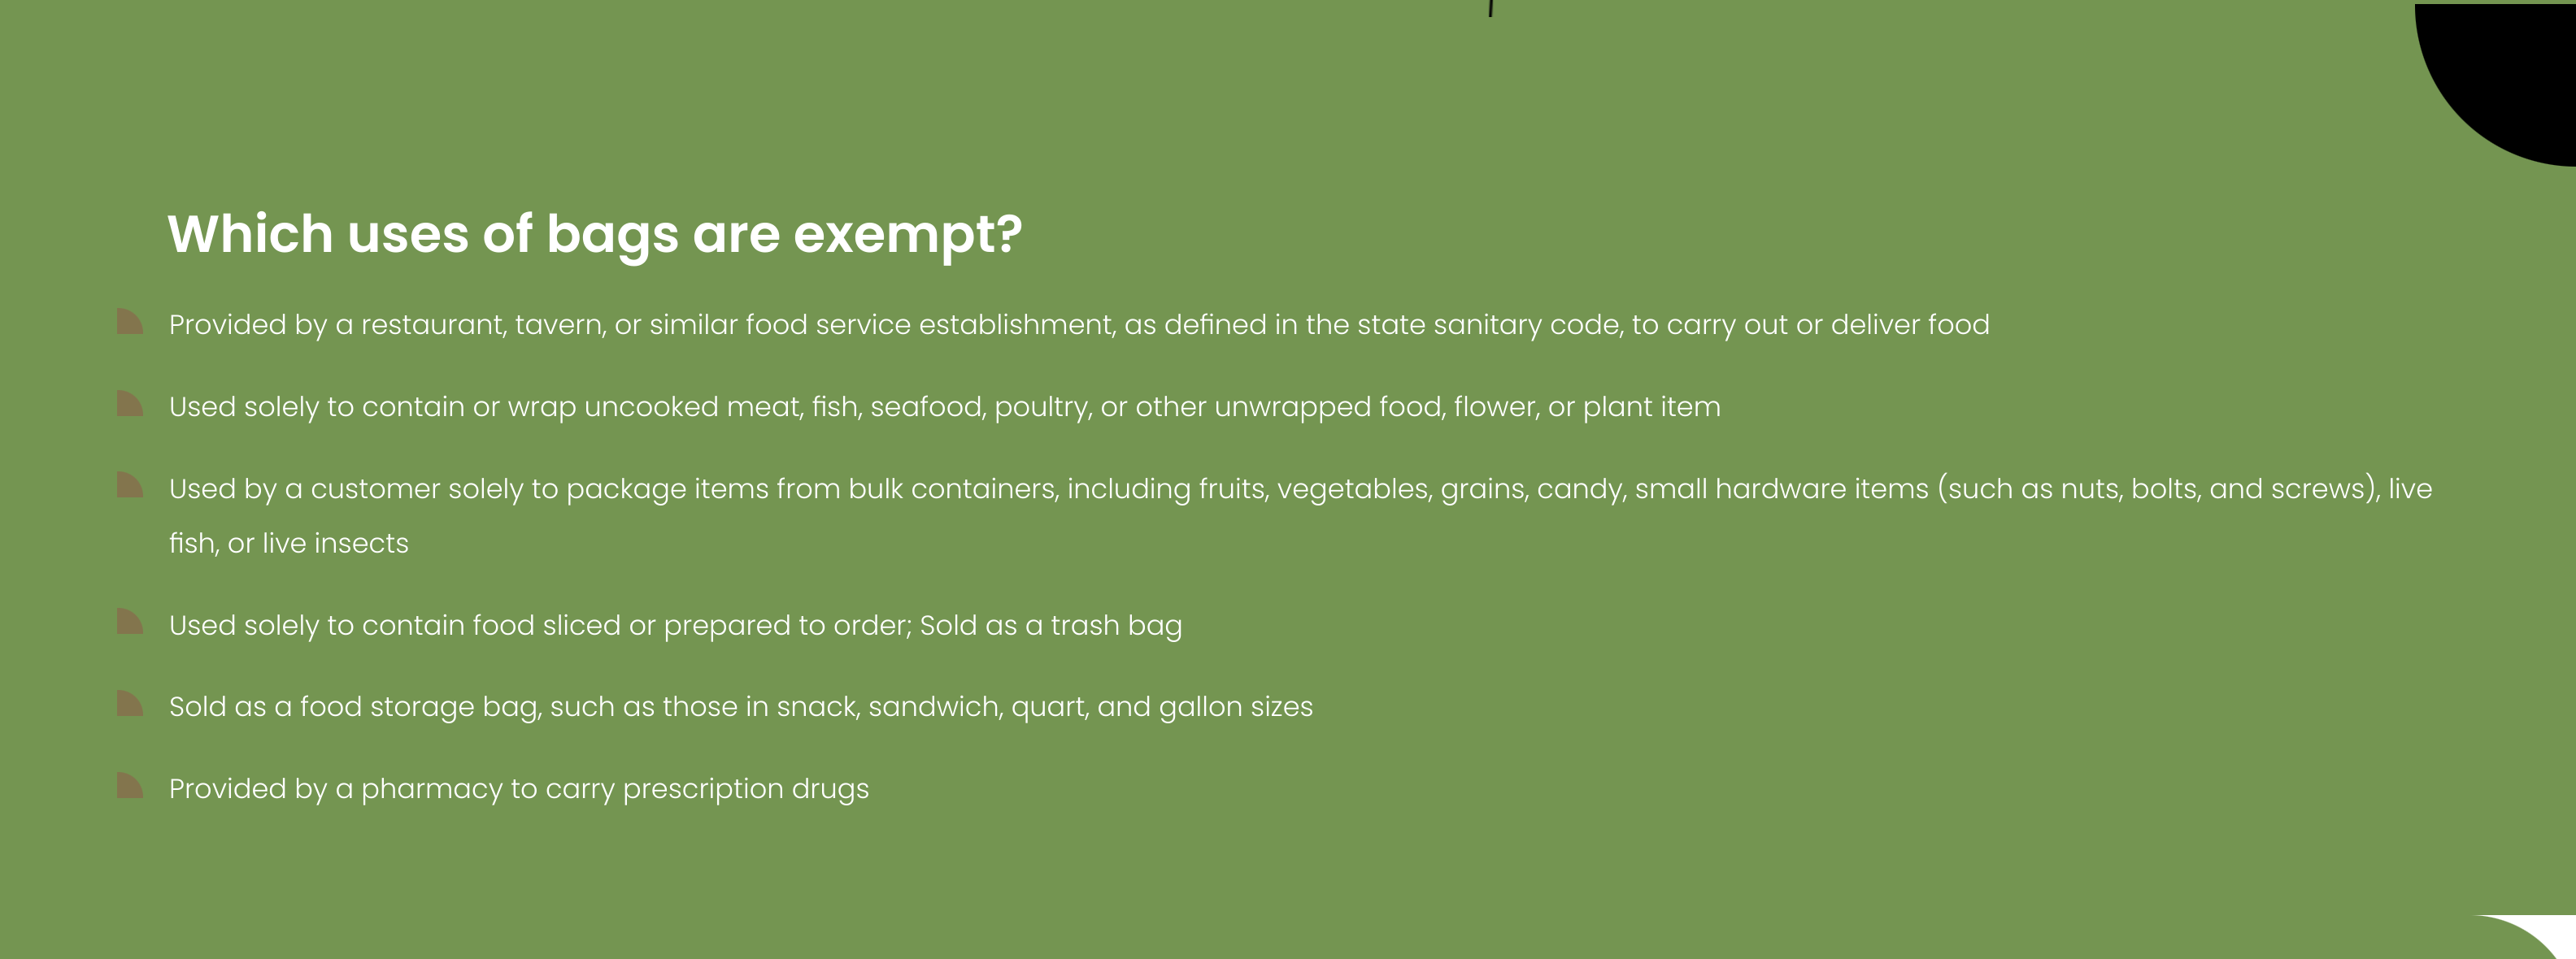 Which uses of bags are exempt?
Provided by a restaurant, tavern, or similar food service establishment, as defined in the state sanitary code, to carry out or deliver food
Used solely to contain or wrap uncooked meat, fish, seafood, poultry, or other unwrapped food, flower, or plant item
Used by a customer solely to package items from bulk containers, including fruits, vegetables, grains, candy, small hardware items (such as nuts, bolts, and screws), live
fish, or live insects
Used solely to contain food sliced or prepared to order; Sold as a trash bag
Sold as a food storage bag, such as those in snack, sandwich, quart, and gallon sizes
Provided by a pharmacy to carry prescription drugs